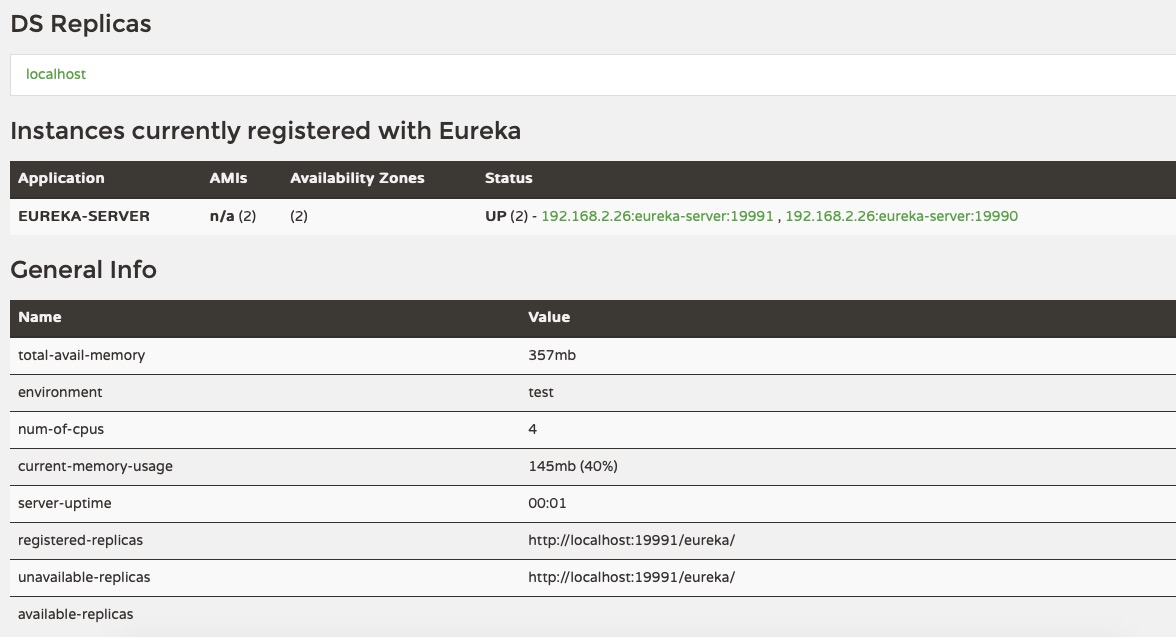 DS Replicas
localhost
Instances currently registered with Eureka
Application AMIs Availability Zones Status
EUREKA-SERVER n/a (2) (2) UP (2) - 192.168.2.26:eureka-server:19991 , 192.168.2.26:eureka-server:19990
General Info
Name Value
total-avail-memory 357mb
environment test
num-of-cpus 4
current-memory-usage 145mb (40%)
server-uptime 00:01
registered-replicas http://localhost:19991/eureka/
unavailable-replicas http://localhost:19991/eureka/
available-replicas